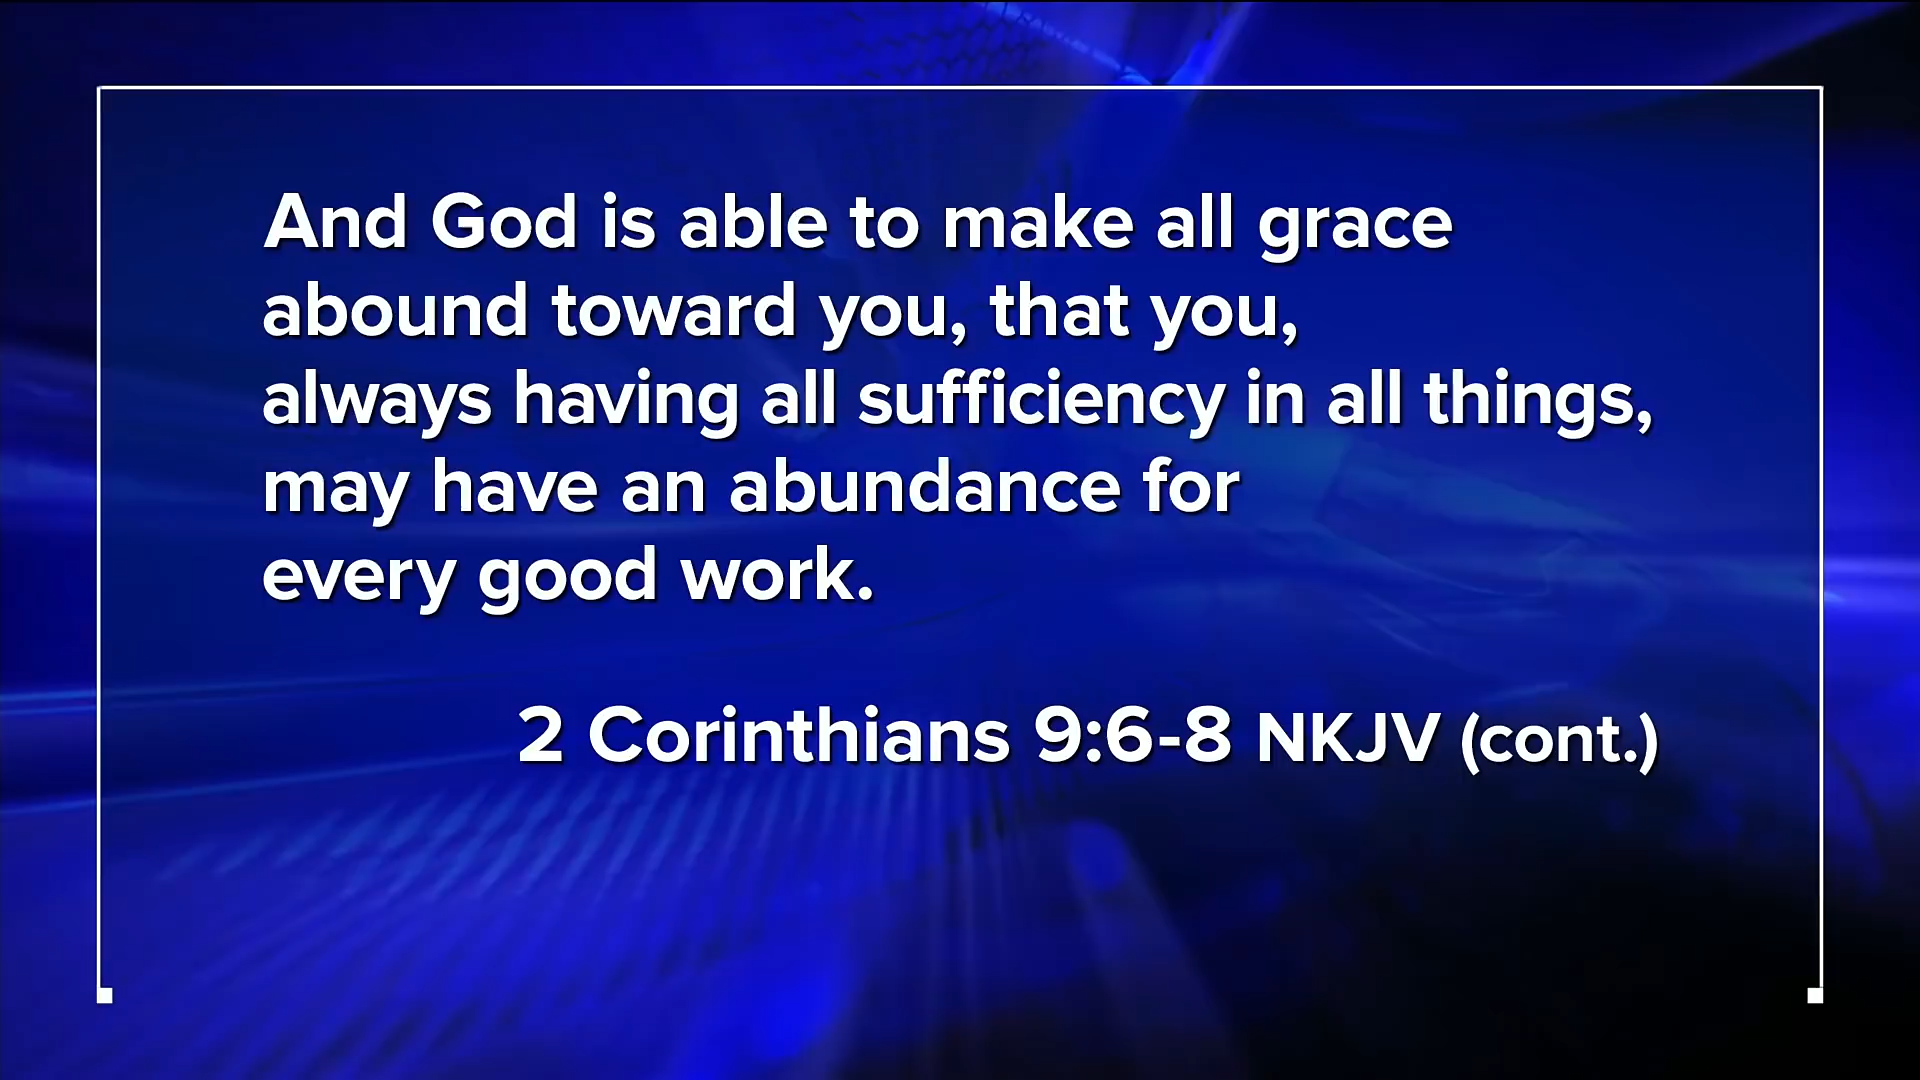 And God is able to make all grace
abound toward you, that you,
always having all sufficiency in all things,
may have an abundance for
every good work.
2 Corinthians 9:6-8 NKJV (cont.)